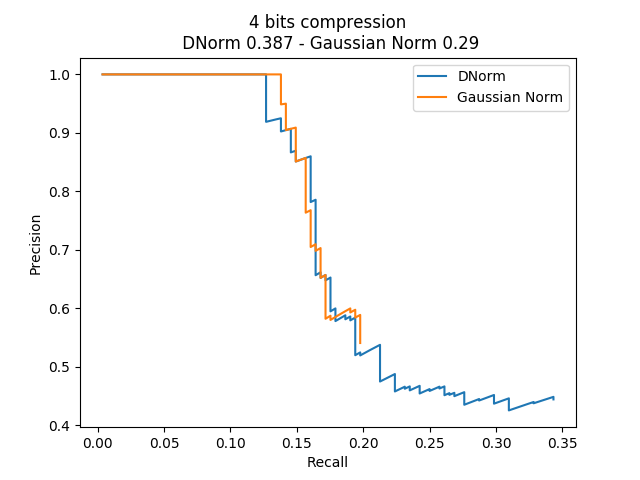 4 bits compression
DNorm 0.387 - Gaussian Norm 0.29
DNorm
Gaussian Norm
1.0
0.9
0.8
0.7
0.6
0.5
0.4
Precision
0.00 0.05 0.10 0.15 0.20 0.25 0.30 0.35
Recall